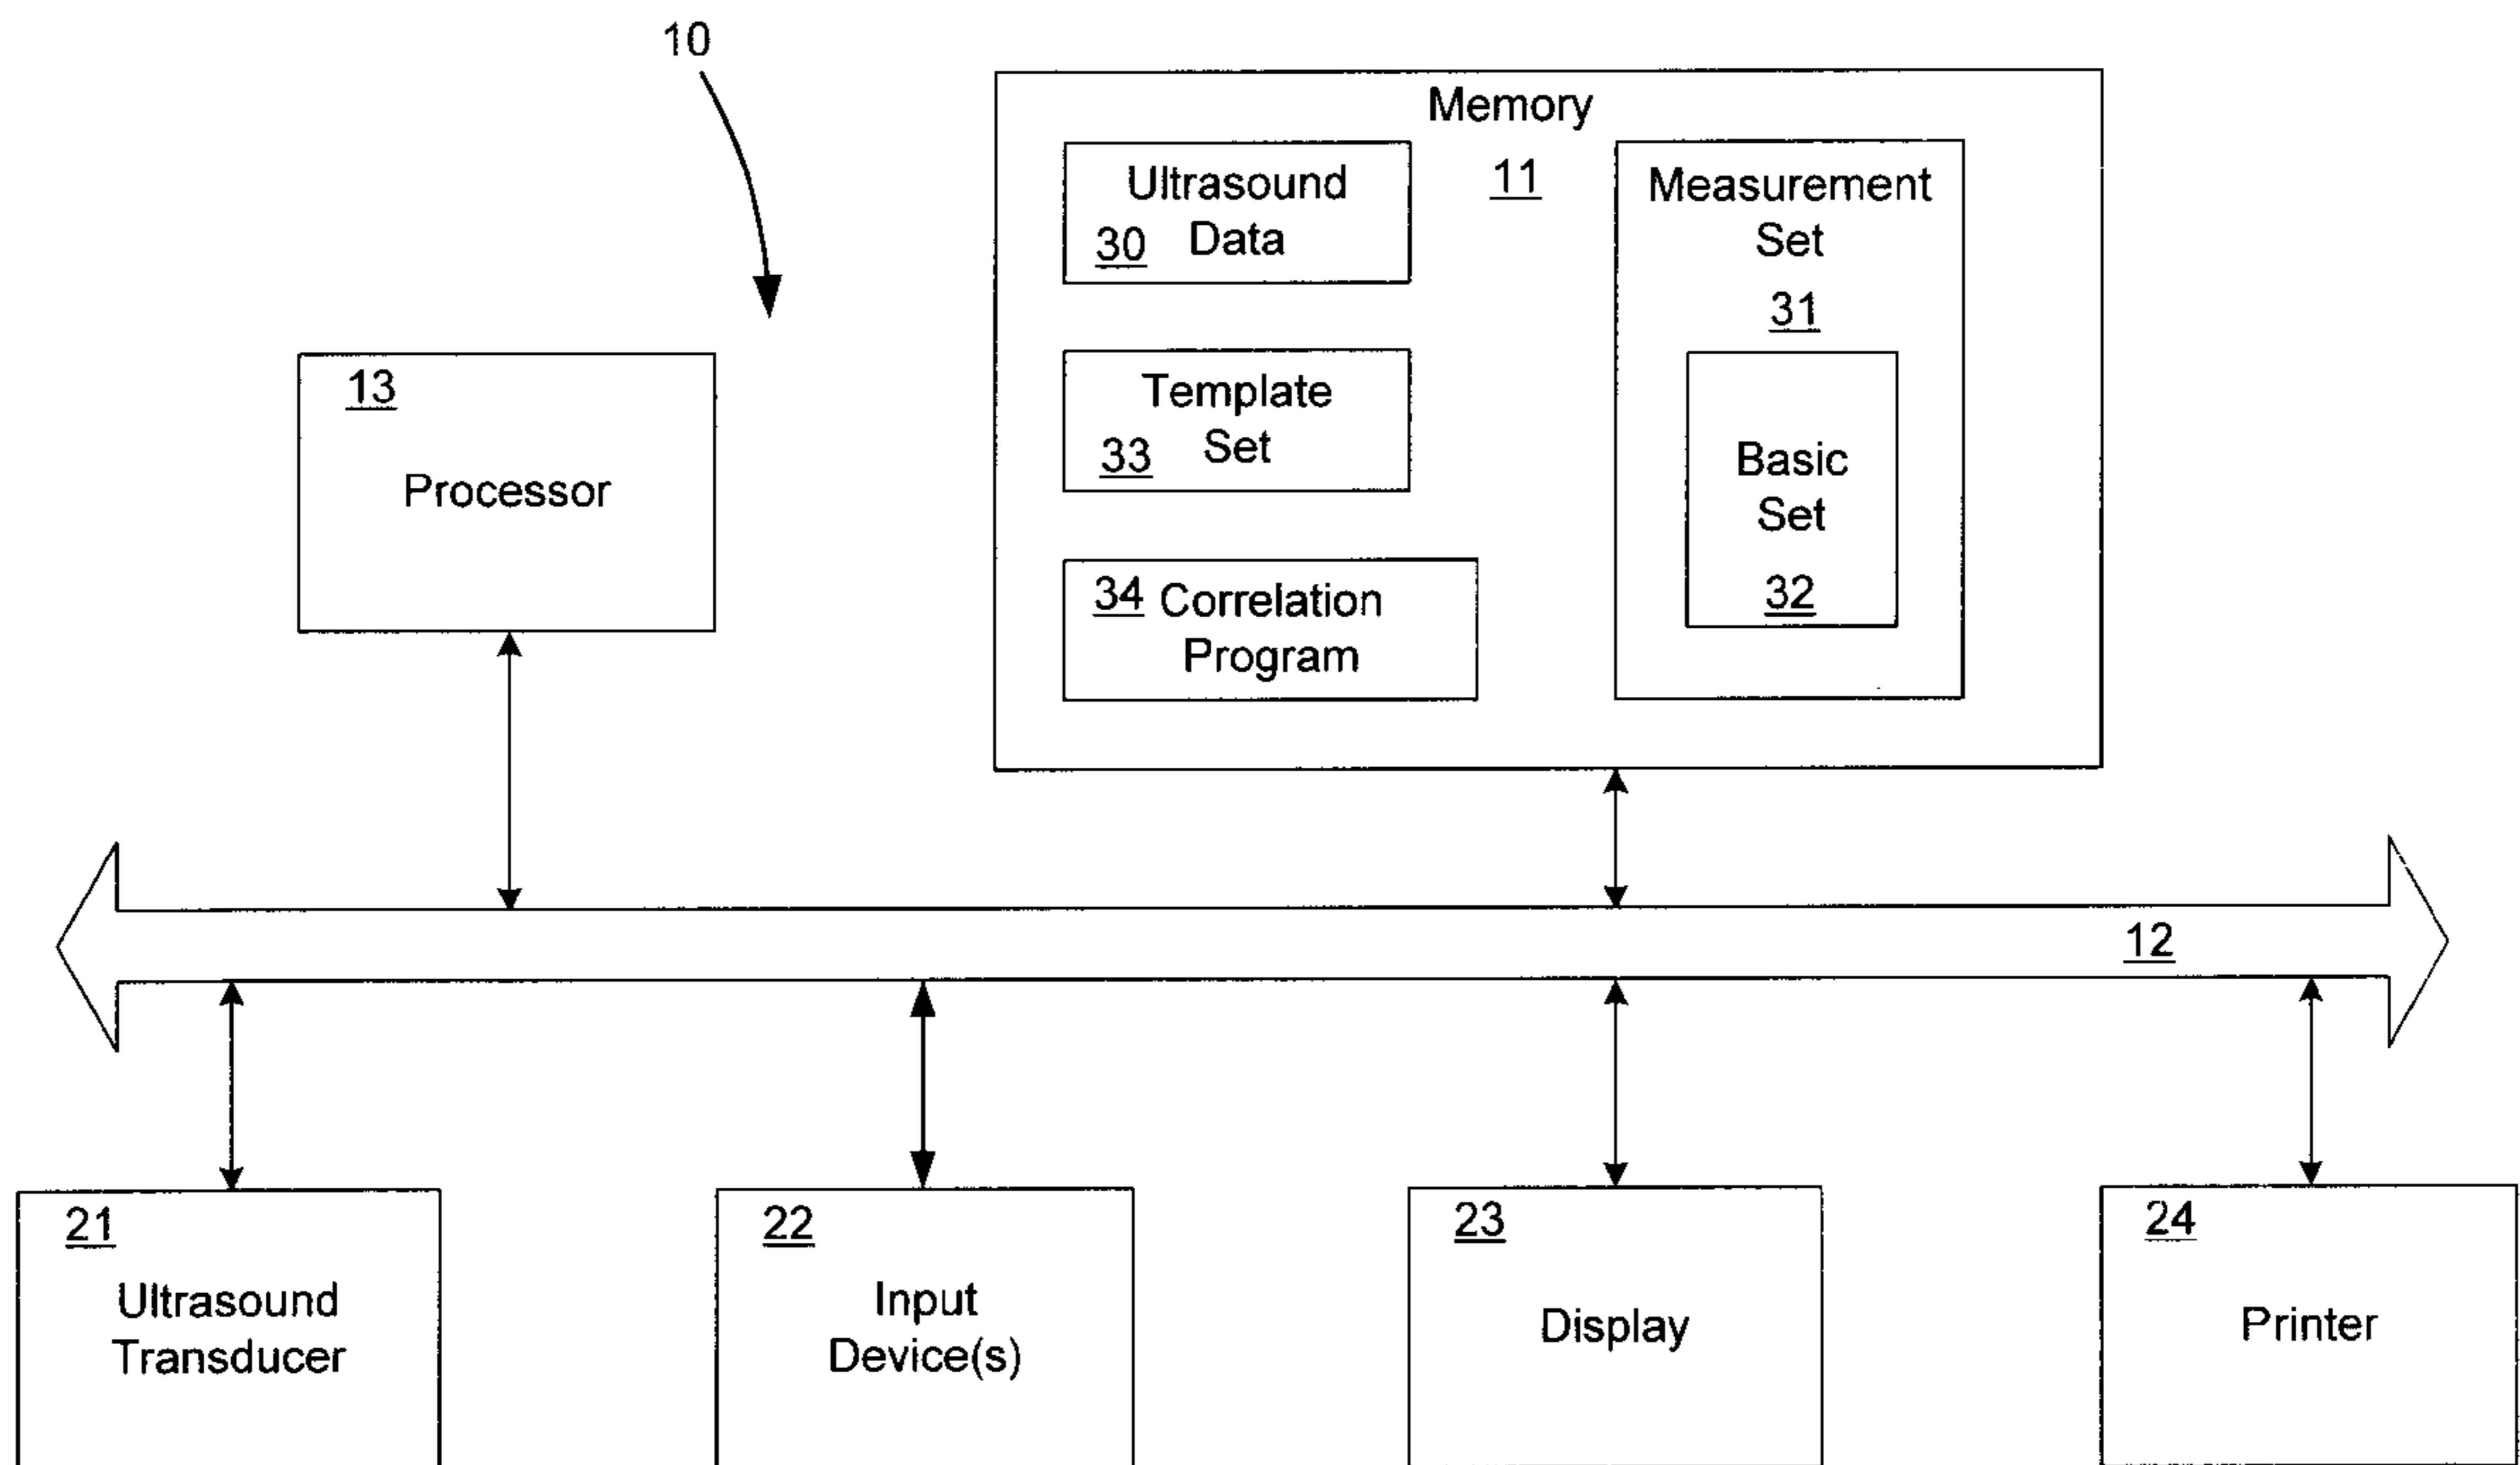 10
Memory
11
Ultrasound
30 Data
Measurement
Set
31
13
Processor
Template
33 Set
Basic
Set
32
34 Correlation
Program
12
21
Ultrasound
Transducer
22
Input
Device(s)
23
Display
24
Printer